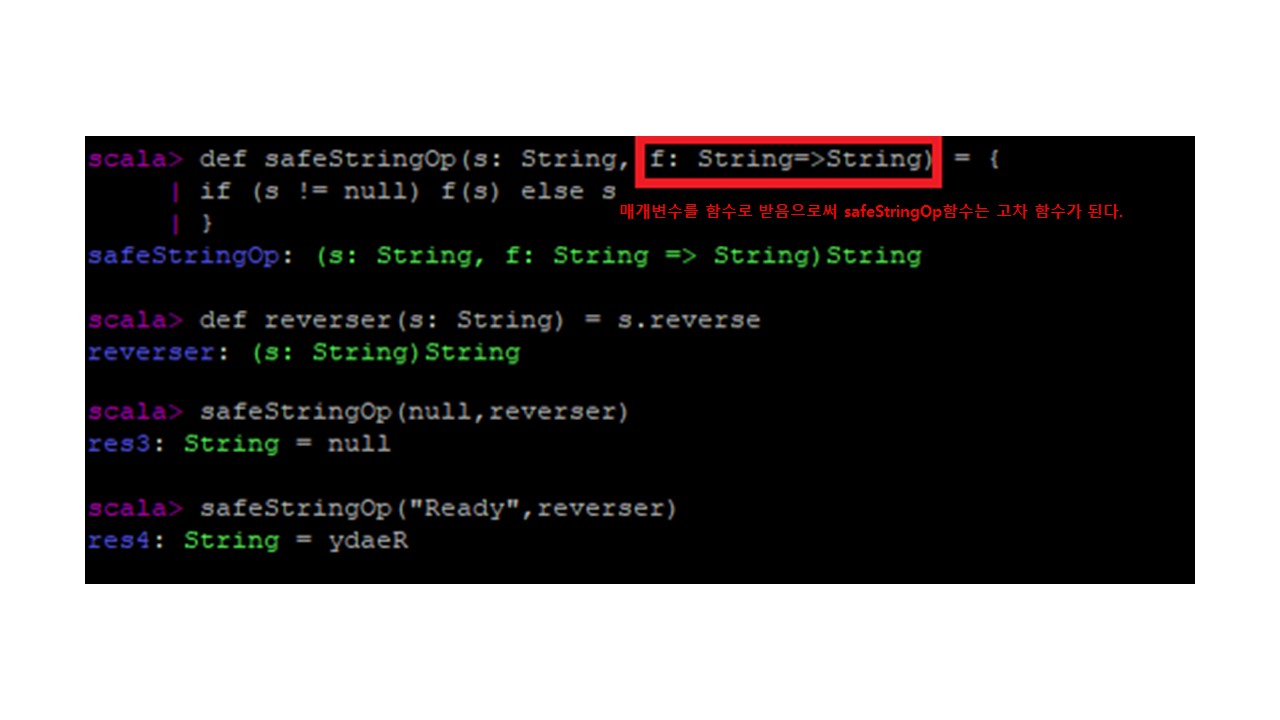 scala> def safeStringOp(s: String, f: String=>String) = {
| if (s != null) f(s) else s
매개변수를 함수로 받음으로써 safeStringOp함수는 고차 함수가 된다.
| }
safeStringOp: (s: String, f: String => String)String
scala> def reverser(s: String) = s.reverse
reverser: (s: String)String
scala> safeStringOp(null,reverser)
res3: String = null
scala> safeStringOp("Ready",reverser)
res4: String = ydaeR